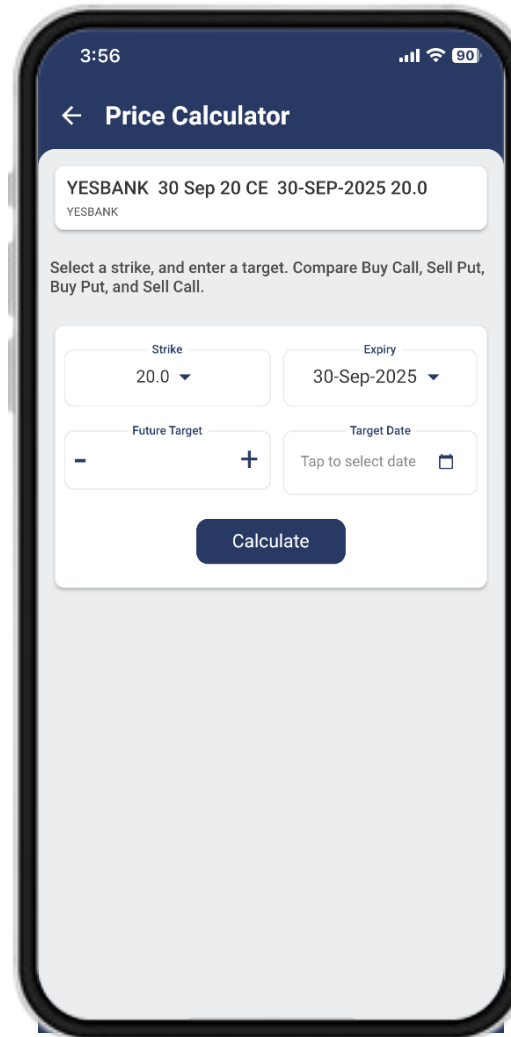 3:56 90
Price Calculator
YESBANK 30 Sep 20 CE 30-SEP-2025 20.0
YESBANK
Select a strike, and enter a target. Compare Buy Call, Sell Put,
Buy Put, and Sell Call.
Strike Expiry
20.0 30-Sep-2025
Future Target Target Date
- + Tap to select date
Calculate